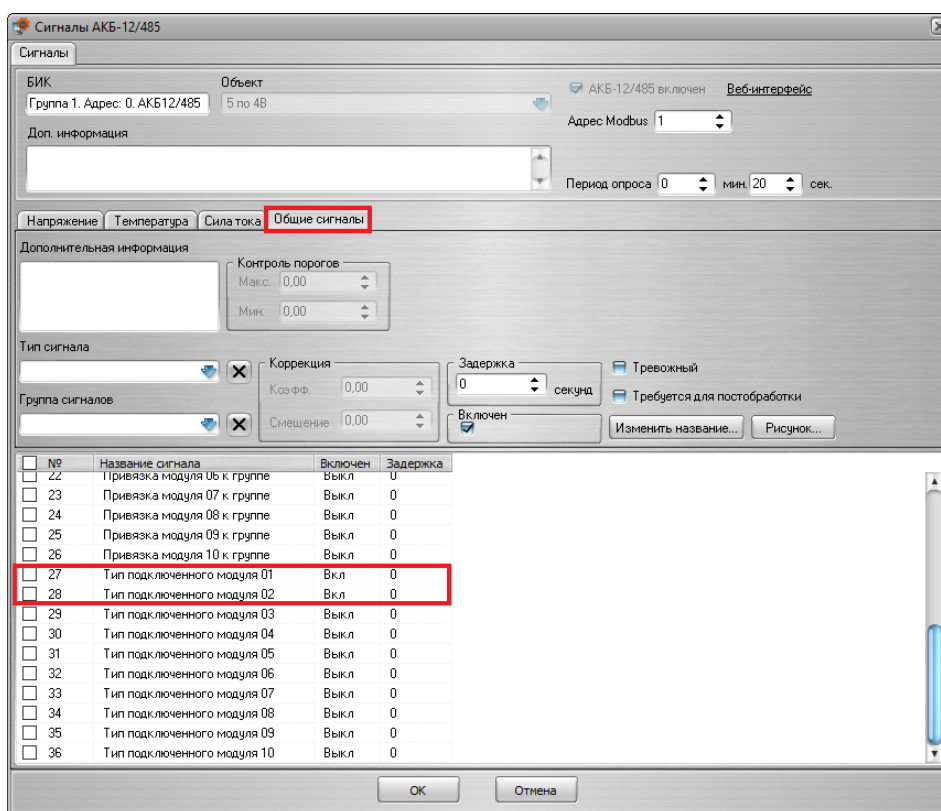 Сигналы АКБ-12/485
Сигналы
БИК
Объект
Группа 1. Адрес: 0. АКБ12/485
5 по 4В
АКБ-12/485 включен
Веб-интерфейс
Адрес Modbus 1
Доп. информация
Период опроса 0 мин. 20 сек.
Напряжение Температура Сила тока Общие сигналы
Дополнительная информация
Контроль порогов
Макс. 0,00
Мин. 0,00
Тип сигнала
Группа сигналов
Коррекция
Коэфф. 0,00
Смещение 0,00
Задержка
0 секунд
Включен
Тревожный
Требуется для постобработки
Изменить название... Рисунок...
№ Название сигнала Включен Задержка
22 Привязка модуля 06 к группе Выкл 0
23 Привязка модуля 07 к группе Выкл 0
24 Привязка модуля 08 к группе Выкл 0
25 Привязка модуля 09 к группе Выкл 0
26 Привязка модуля 10 к группе Выкл 0
27 Тип подключенного модуля 01 Вкл 0
28 Тип подключенного модуля 02 Вкл 0
29 Тип подключенного модуля 03 Выкл 0
30 Тип подключенного модуля 04 Выкл 0
31 Тип подключенного модуля 05 Выкл 0
32 Тип подключенного модуля 06 Выкл 0
33 Тип подключенного модуля 07 Выкл 0
34 Тип подключенного модуля 08 Выкл 0
35 Тип подключенного модуля 09 Выкл 0
36 Тип подключенного модуля 10 Выкл 0
OK Отмена